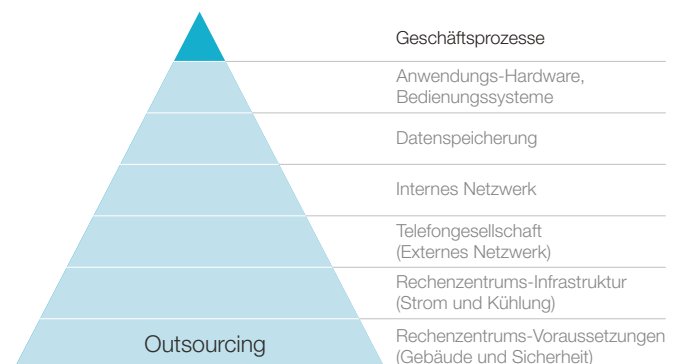 Geschäftsprozesse
Anwendungs-Hardware,
Bedienungssysteme
Datenspeicherung
Internes Netzwerk
Telefongesellschaft
(Externes Netzwerk)
Rechenzentrums-Infrastruktur
(Strom und Kühlung)
Outsourcing
Rechenzentrums-Voraussetzungen
(Gebäude und Sicherheit)